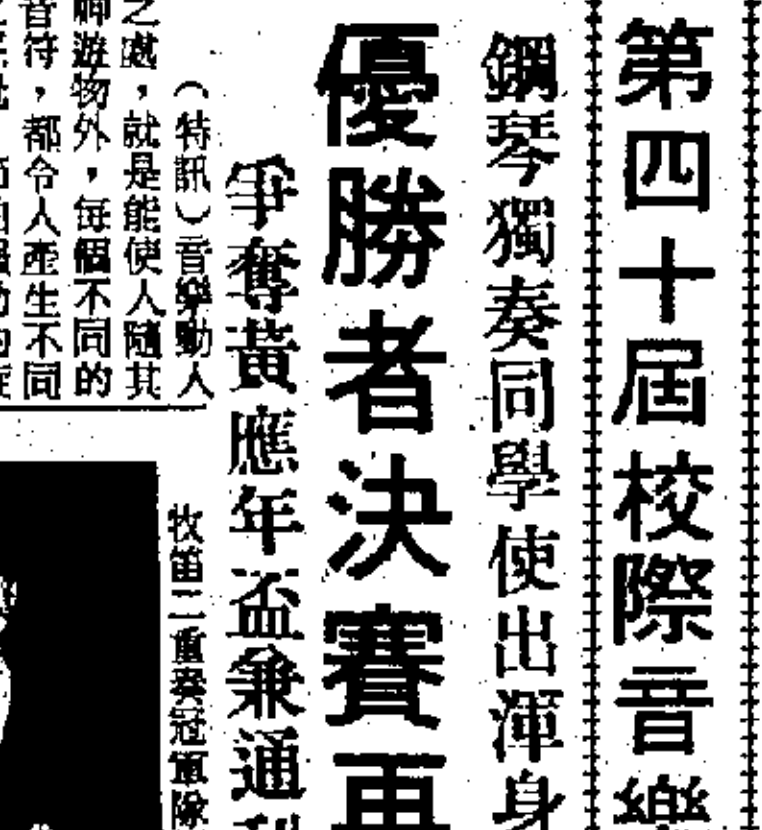 第四十屆校際音樂
鋼琴獨奏同學使出渾身
優勝者決賽再
爭奪黃應年盃兼通
（特訊）音樂動人
之處，就是能使人隨其
遊物外，每個不同的
音符，都令人產生不同
牧笛二重奏冠軍隊